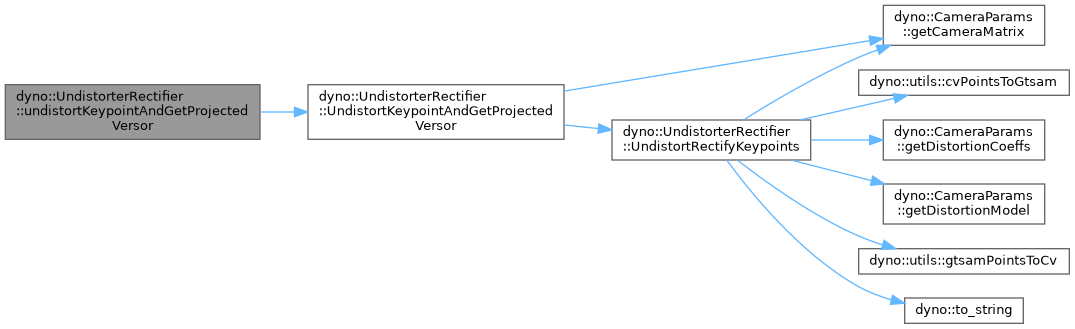 dyno::UndistorterRectifier
::undistortKeypointAndGetProjected
Versor
dyno::UndistorterRectifier
::UndistortKeypointAndGetProjected
Versor
dyno::UndistorterRectifier
::UndistortRectifyKeypoints
dyno::CameraParams
::getCameraMatrix
dyno::utils::cvPointsToGtsam
dyno::CameraParams
::getDistortionCoeffs
dyno::CameraParams
::getDistortionModel
dyno::utils::gtsamPointsToCv
dyno::to_string